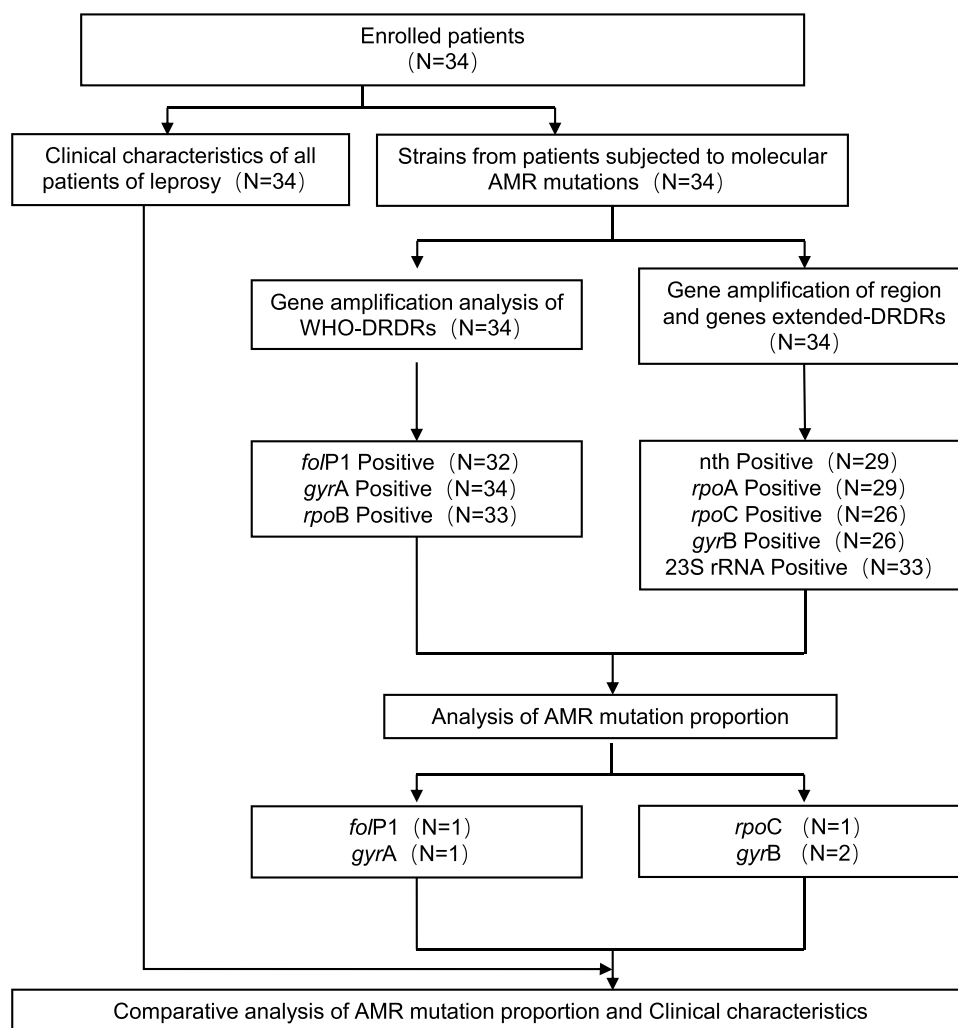 Enrolled patients
（N=34）
Clinical characteristics of all
patients of leprosy（N=34）
Strains from patients subjected to molecular
AMR mutations（N=34）
Gene amplification analysis of
WHO-DRDRs（N=34）
Gene amplification of region
and genes extended-DRDRs
（N=34）
folP1 Positive（N=32）
gyrA Positive（N=34）
rpoB Positive（N=33）
nth Positive（N=29）
rpoA Positive（N=29）
rpoC Positive（N=26）
gyrB Positive（N=26）
23S rRNA Positive（N=33）
Analysis of AMR mutation proportion
folP1（N=1）
gyrA（N=1）
rpoC（N=1）
gyrB（N=2）
Comparative analysis of AMR mutation proportion and Clinical characteristics